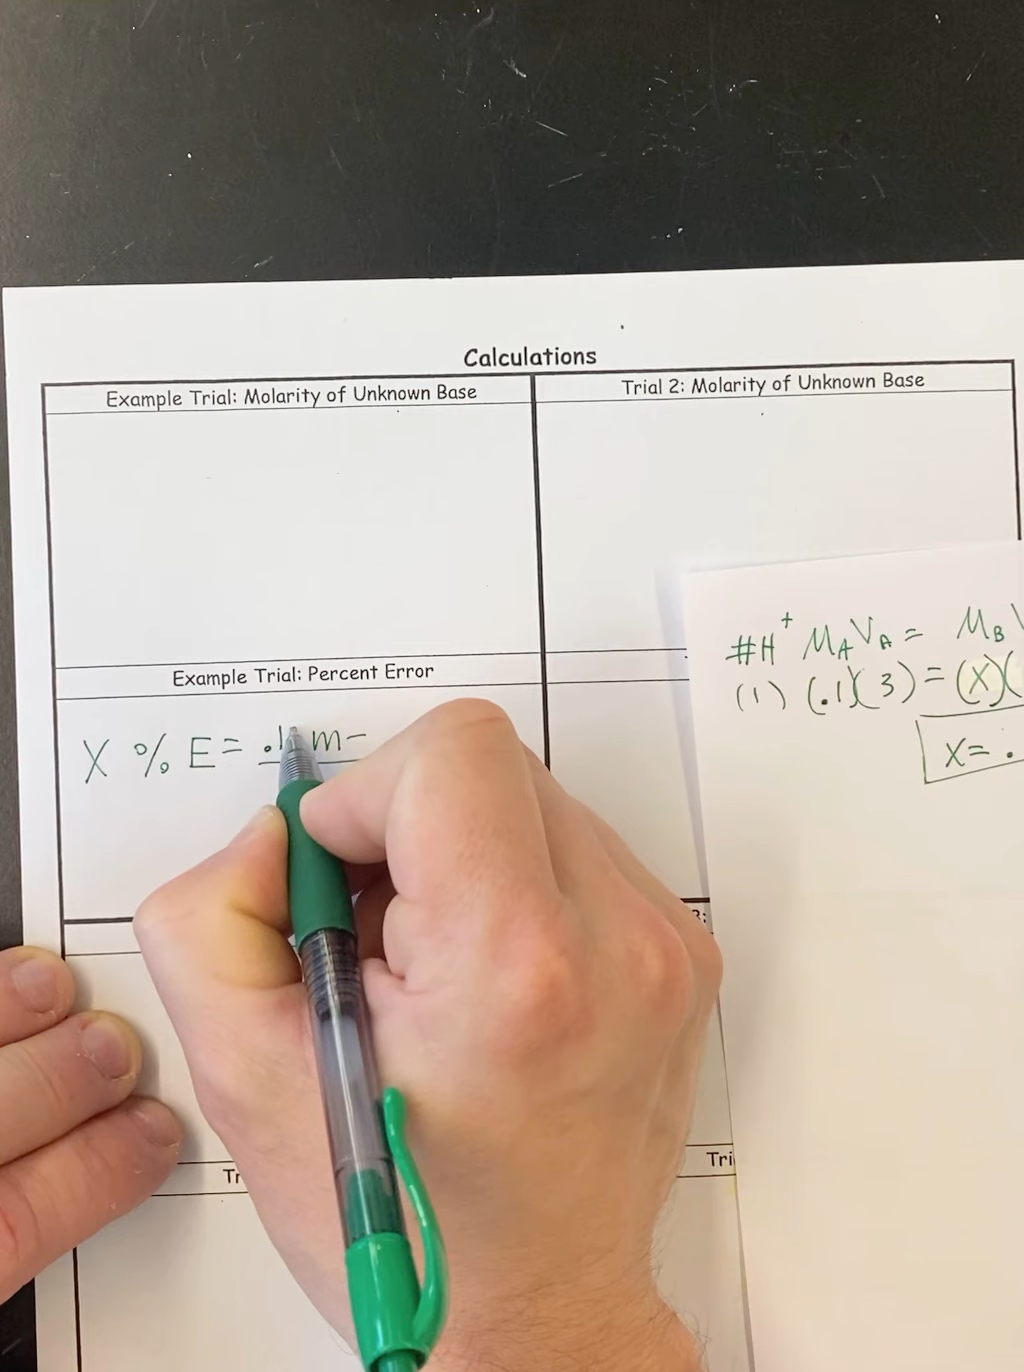 Calculations
Example Trial: Molarity of Unknown Base
Trial 2: Molarity of Unknown Base
Example Trial: Percent Error
X % E = .1 m -
#H⁺ MAVA = MB
(1) (.1)(3) = (X)(
X= .